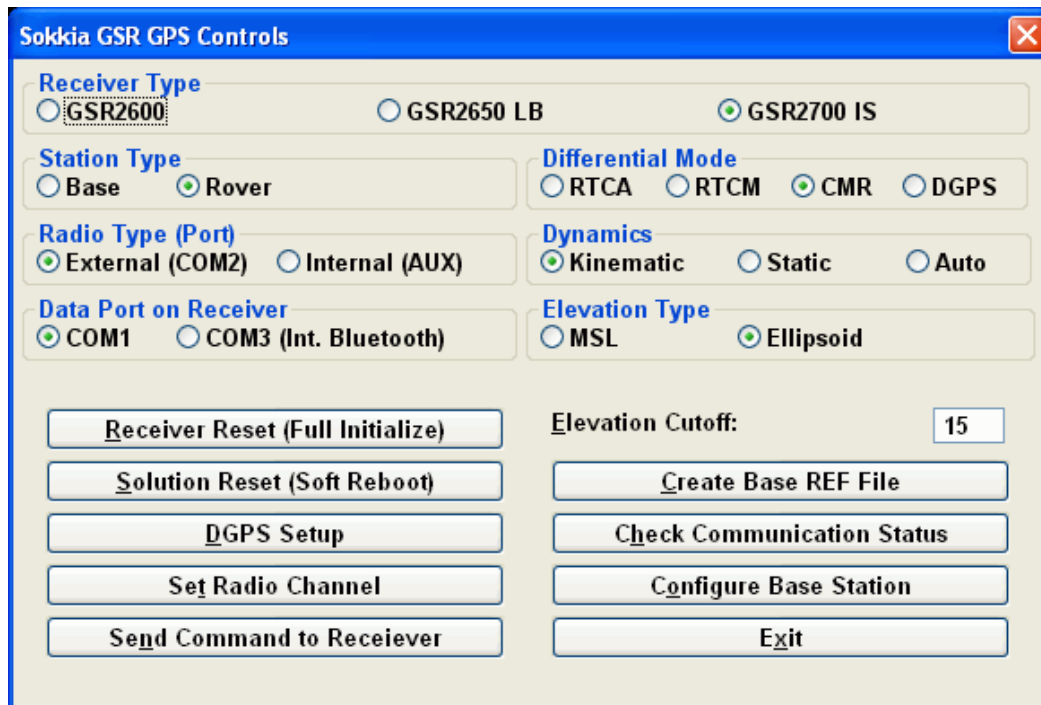 Sokkia GSR GPS Controls
Receiver Type
GSR2600 GSR2650 LB GSR2700 IS
Station Type
Base Rover
Differential Mode
RTCA RTCM CMR DGPS
Radio Type (Port)
External (COM2) Internal (AUX)
Dynamics
Kinematic Static Auto
Data Port on Receiver
COM1 COM3 (Int. Bluetooth)
Elevation Type
MSL Ellipsoid
Receiver Reset (Full Initialize)
Elevation Cutoff: 15
Solution Reset (Soft Reboot)
Create Base REF File
DGPS Setup
Check Communication Status
Set Radio Channel
Configure Base Station
Send Command to Receiever
Exit